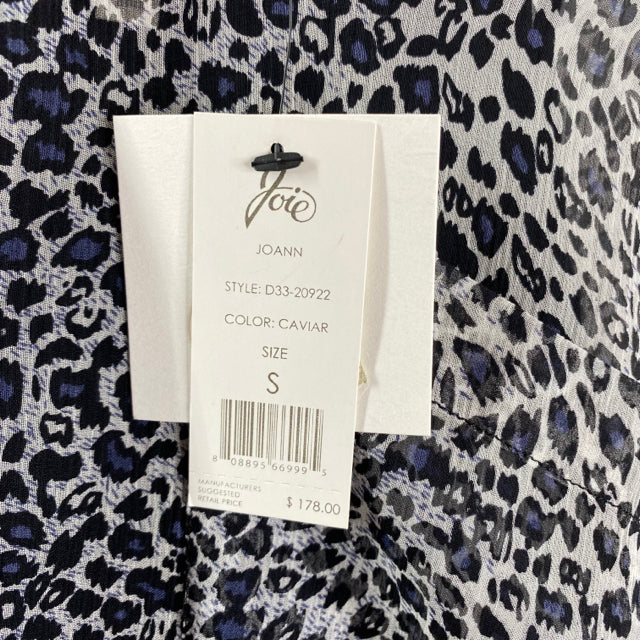 Joie
JOANN
STYLE: D33-20922
COLOR: CAVIAR
SIZE
S
8 08895 66999 5
MANUFACTURERS
SUGGESTED
RETAIL PRICE
$ 178.00